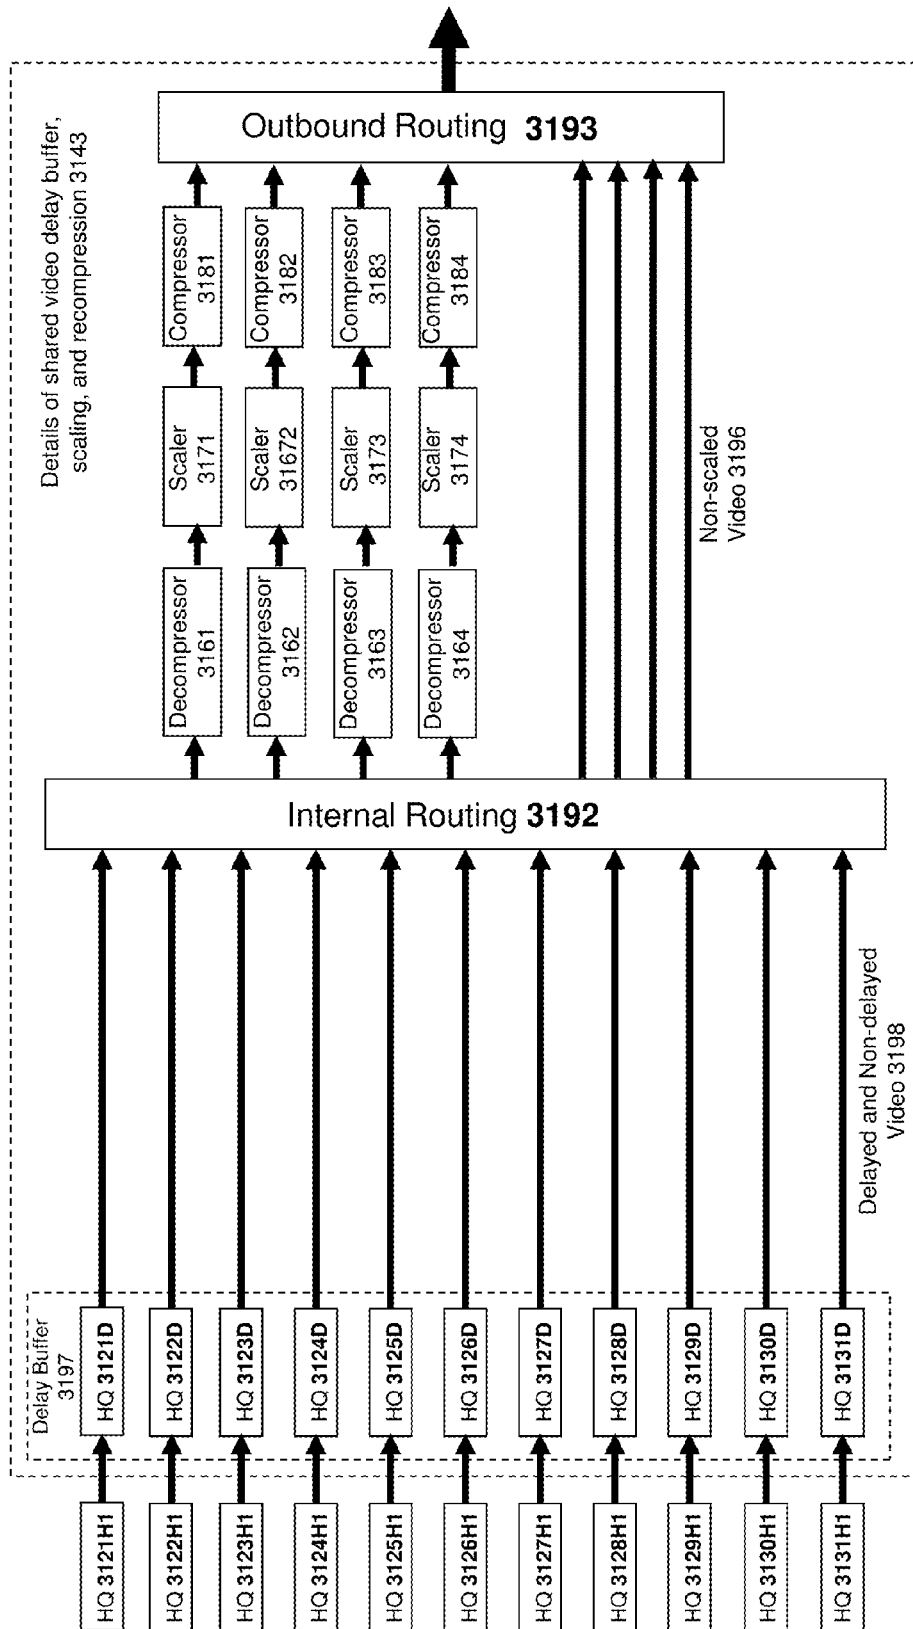 Outbound Routing 3193
Details of shared video delay buffer,
scaling, and recompression 3143
Compressor
3181
Compressor
3182
Compressor
3183
Compressor
3184
Scaler
3171
Scaler
31672
Scaler
3173
Scaler
3174
Decompressor
3161
Decompressor
3162
Decompressor
3163
Decompressor
3164
Non-scaled
Video 3196
Internal Routing 3192
Delayed and Non-delayed
Video 3198
Delay Buffer
3197
HQ 3121D
HQ 3122D
HQ 3123D
HQ 3124D
HQ 3125D
HQ 3126D
HQ 3127D
HQ 3128D
HQ 3129D
HQ 3130D
HQ 3131D
HQ 3121H1
HQ 3122H1
HQ 3123H1
HQ 3124H1
HQ 3125H1
HQ 3126H1
HQ 3127H1
HQ 3128H1
HQ 3129H1
HQ 3130H1
HQ 3131H1